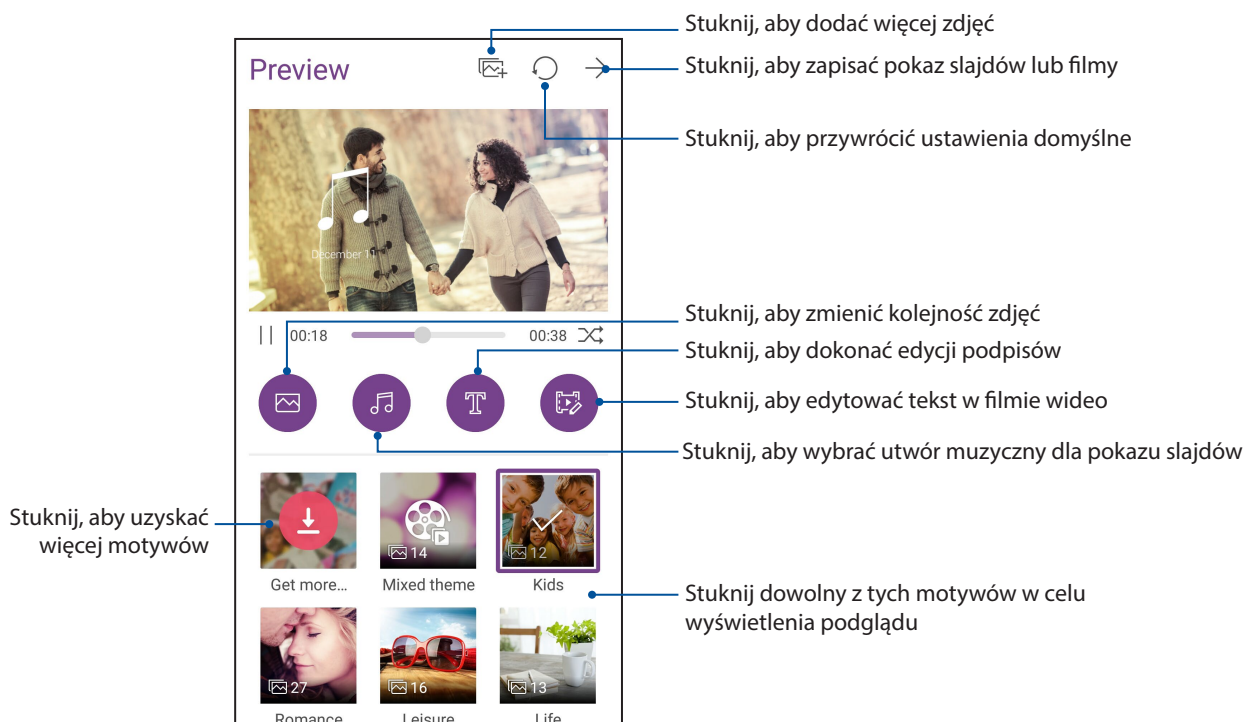 Stuknij, aby dodać więcej zdjęć
Preview
Stuknij, aby zapisać pokaz slajdów lub filmy
Stuknij, aby przywrócić ustawienia domyślne
December 11
Stuknij, aby zmienić kolejność zdjęć
00:18
00:38
Stuknij, aby dokonać edycji podpisów
Stuknij, aby edytować tekst w filmie wideo
Stuknij, aby wybrać utwór muzyczny dla pokazu slajdów
Stuknij, aby uzyskać
więcej motywów
14
12
Get more...
Mixed theme
Kids
Stuknij dowolny z tych motywów w celu
wyświetlenia podglądu
27
16
13
Romance
Leisure
Life